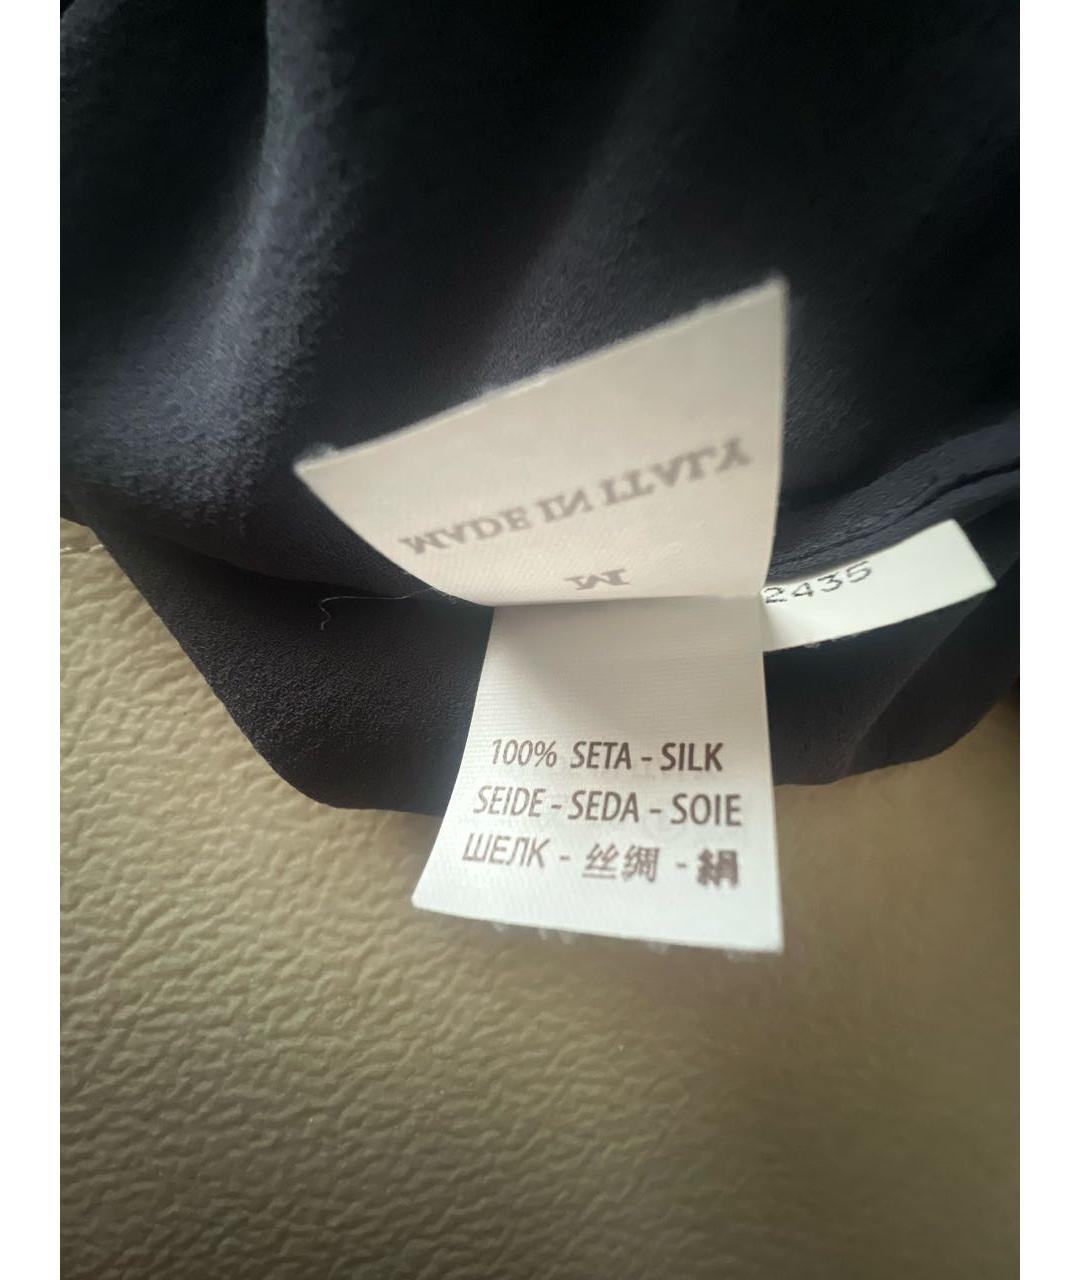 MADE IN ITALY
M
2435
100% SETA - SILK
SEIDE - SEDA - SOIE
ШЕЛК - 丝绸 - 絹